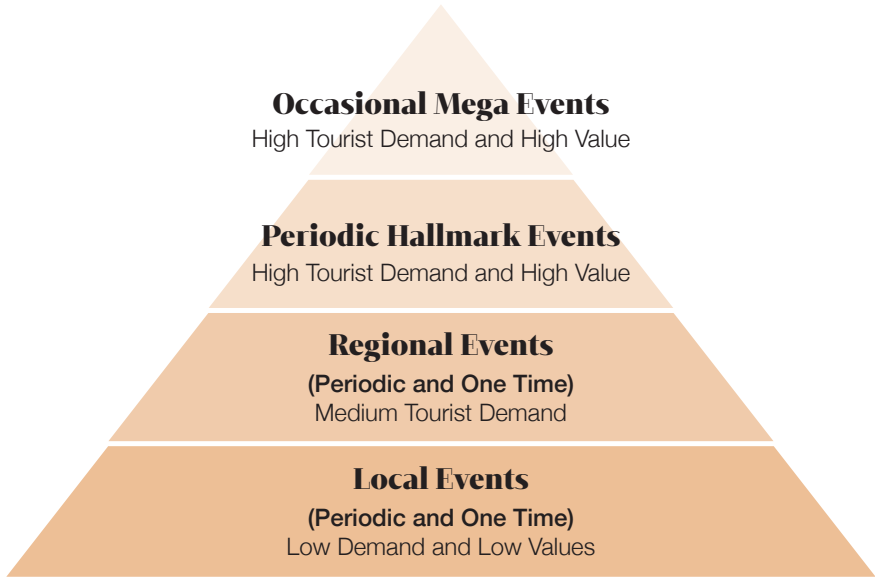 Occasional Mega Events
High Tourist Demand and High Value
Periodic Hallmark Events
High Tourist Demand and High Value
Regional Events
(Periodic and One Time)
Medium Tourist Demand
Local Events
(Periodic and One Time)
Low Demand and Low Values